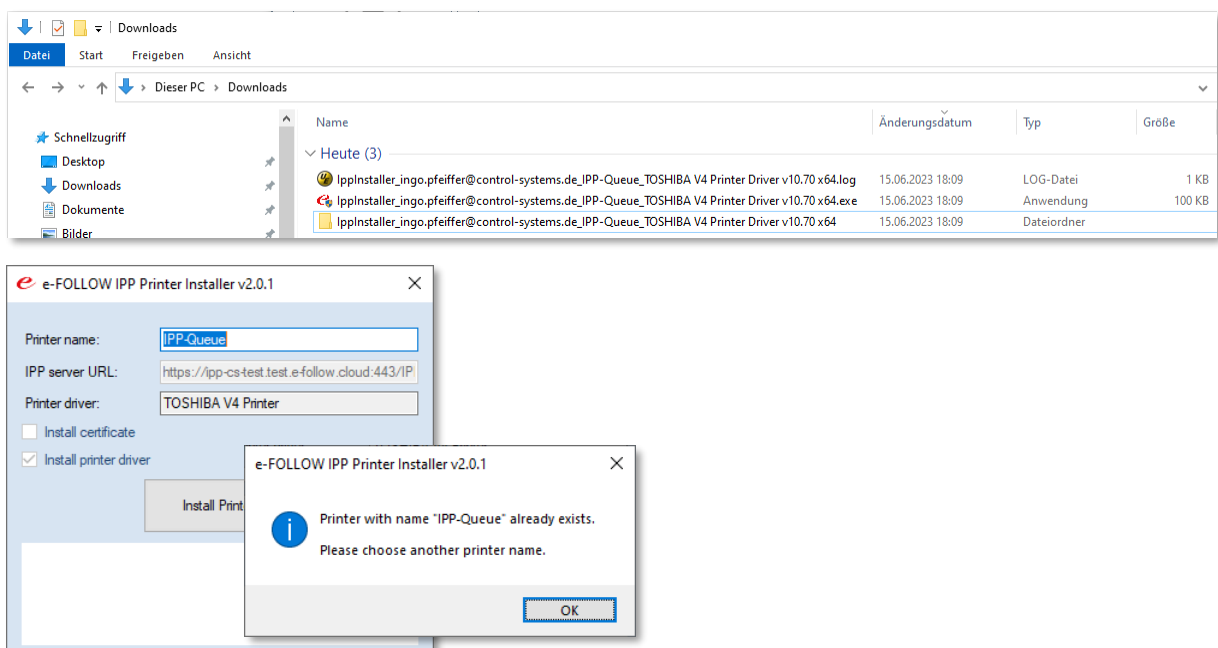 Downloads
Datei Start Freigeben Ansicht
Dieser PC › Downloads
Name Änderungsdatum Typ Größe
Schnellzugriff
Heute (3)
Desktop
IppInstaller_ingo.pfeiffer@control-systems.de_IPP-Queue_TOSHIBA V4 Printer Driver v10.70 x64.log 15.06.2023 18:09 LOG-Datei 1 KB
Downloads
IppInstaller_ingo.pfeiffer@control-systems.de_IPP-Queue_TOSHIBA V4 Printer Driver v10.70 x64.exe 15.06.2023 18:09 Anwendung 100 KB
Dokumente
IppInstaller_ingo.pfeiffer@control-systems.de_IPP-Queue_TOSHIBA V4 Printer Driver v10.70 x64 15.06.2023 18:09 Dateiordner
Bilder
e-FOLLOW IPP Printer Installer v2.0.1
Printer name: IPP-Queue
IPP server URL: https://ipp-cs-test.test.e-follow.cloud:443/IP
Printer driver: TOSHIBA V4 Printer
Install certificate
Install printer driver
Install Print
e-FOLLOW IPP Printer Installer v2.0.1
Printer with name "IPP-Queue" already exists.
Please choose another printer name.
OK